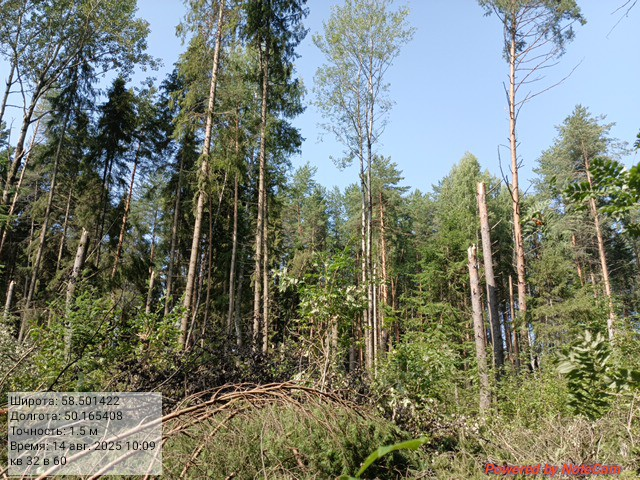 Широта: 58.501422
Долгота: 50.165408
Точность: 1.5 м
Время: 14 авг. 2025 10:09
кв 32 в 60
Powered by NoteCam